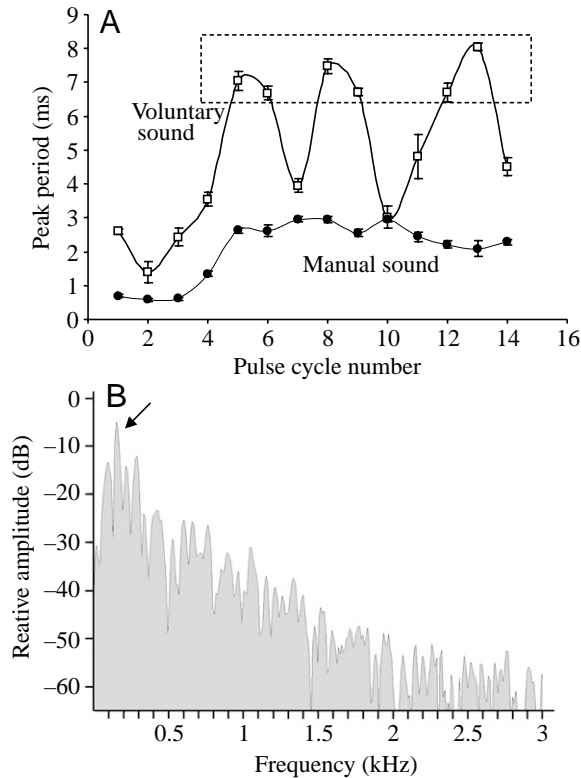 A
9
8
7
6
5
4
3
2
1
0
Peak period (ms)
Voluntary
sound
Manual sound
0 2 4 6 8 10 12 14 16
Pulse cycle number
B
0
–10
–20
–30
–40
–50
–60
Reative amplitude (dB)
0.5 1 1.5 2 2.5 3
Frequency (kHz)